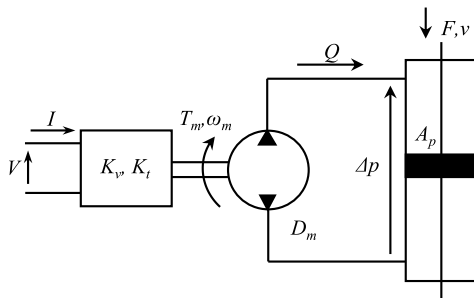 F,v
Q
I
T_m,ω_m
A_p
V
K_v, K_t
Δp
D_m